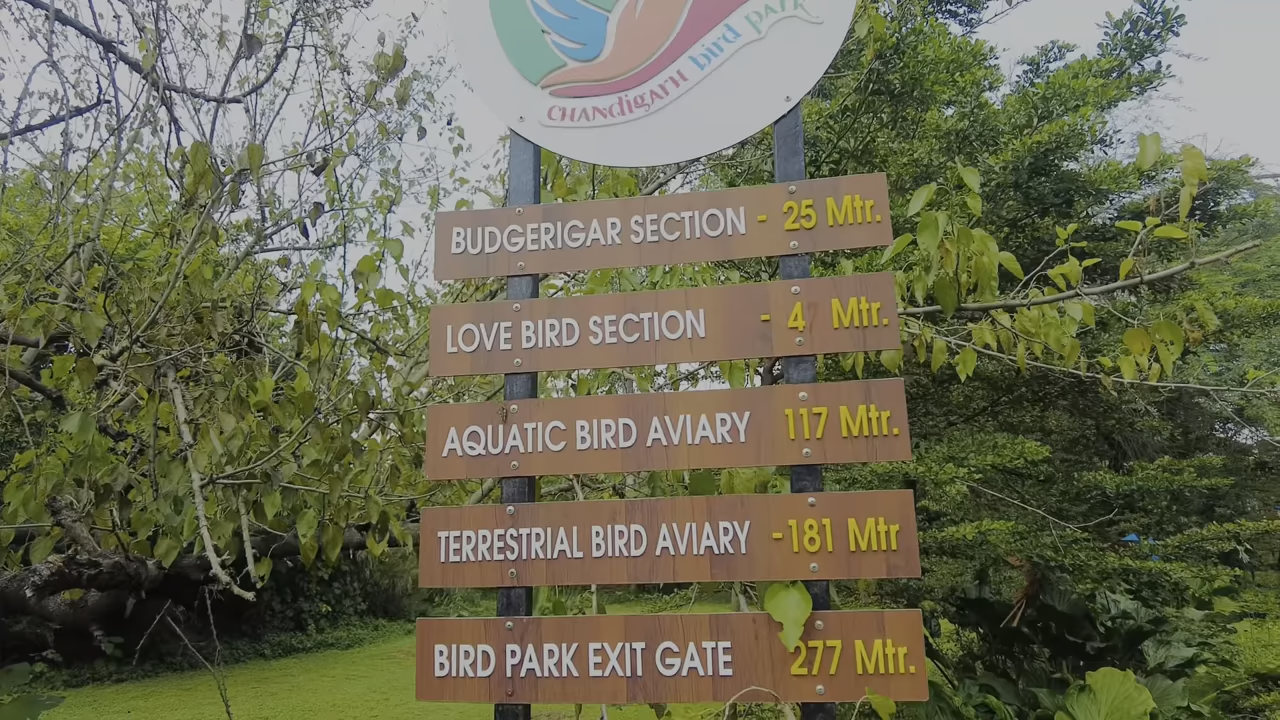 CHANdigArH bird park
BUDGERIGAR SECTION - 25 Mtr.
LOVE BIRD SECTION - 4 Mtr.
AQUATIC BIRD AVIARY 117 Mtr.
TERRESTRIAL BIRD AVIARY -181 Mtr
BIRD PARK EXIT GATE 277 Mtr.